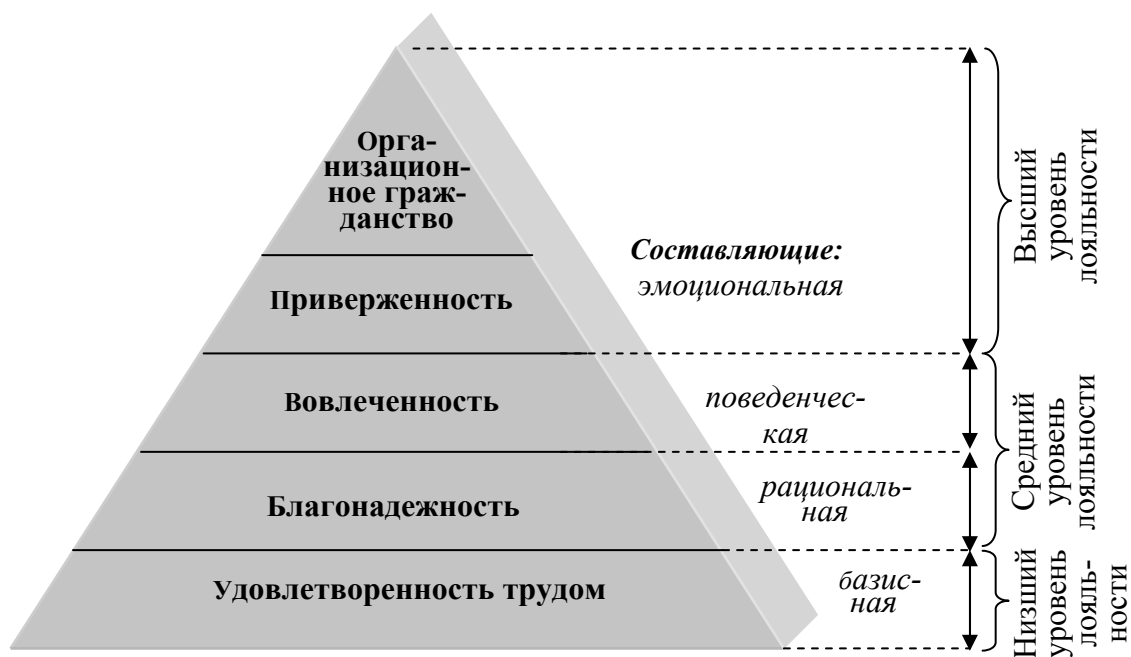 Орга-
низацион-
ное граж-
данство
Приверженность
Вовлеченность
Благонадежность
Удовлетворенность трудом
Составляющие:
эмоциональная
поведенчес-
кая
рациональ-
ная
базис-
ная
Высший
уровень
лояльности
Средний
уровень
лояльности
Низший
уровень
лояль-
ности